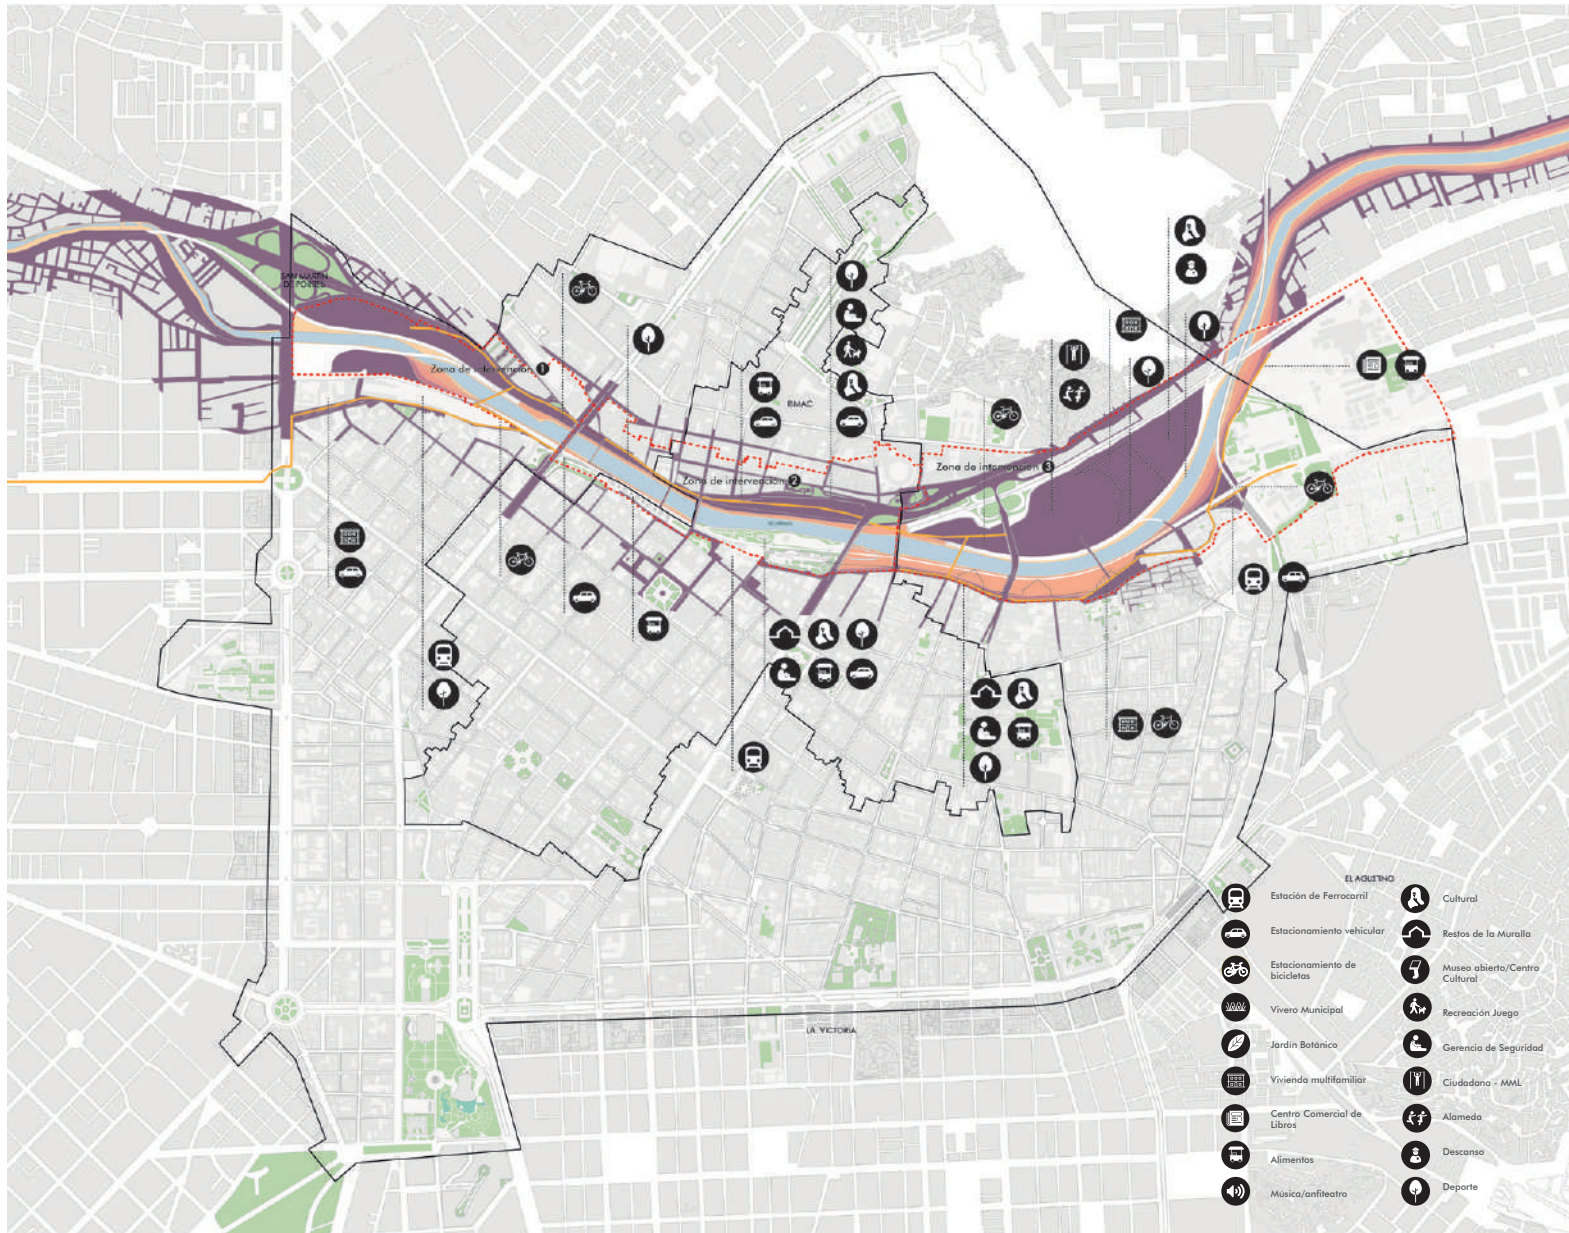 SAN MARTÍN
DE PORRES
Zona de intervención 1
RIMAC
Zona de intervención 2
Zona de intervención 3
EL AGUSTINO
LA VICTORIA
Estación de Ferrocarril
Estacionamiento vehicular
Estacionamiento de
bicicletas
Vivero Municipal
Jardín Botánico
Vivienda multifamiliar
Centro Comercial de
Libros
Alimentos
Música/anfiteatro
Cultural
Restos de la Muralla
Museo abierto/Centro
Cultural
Recreación Juego
Gerencia de Seguridad
Ciudadana - MML
Alameda
Descanso
Deporte